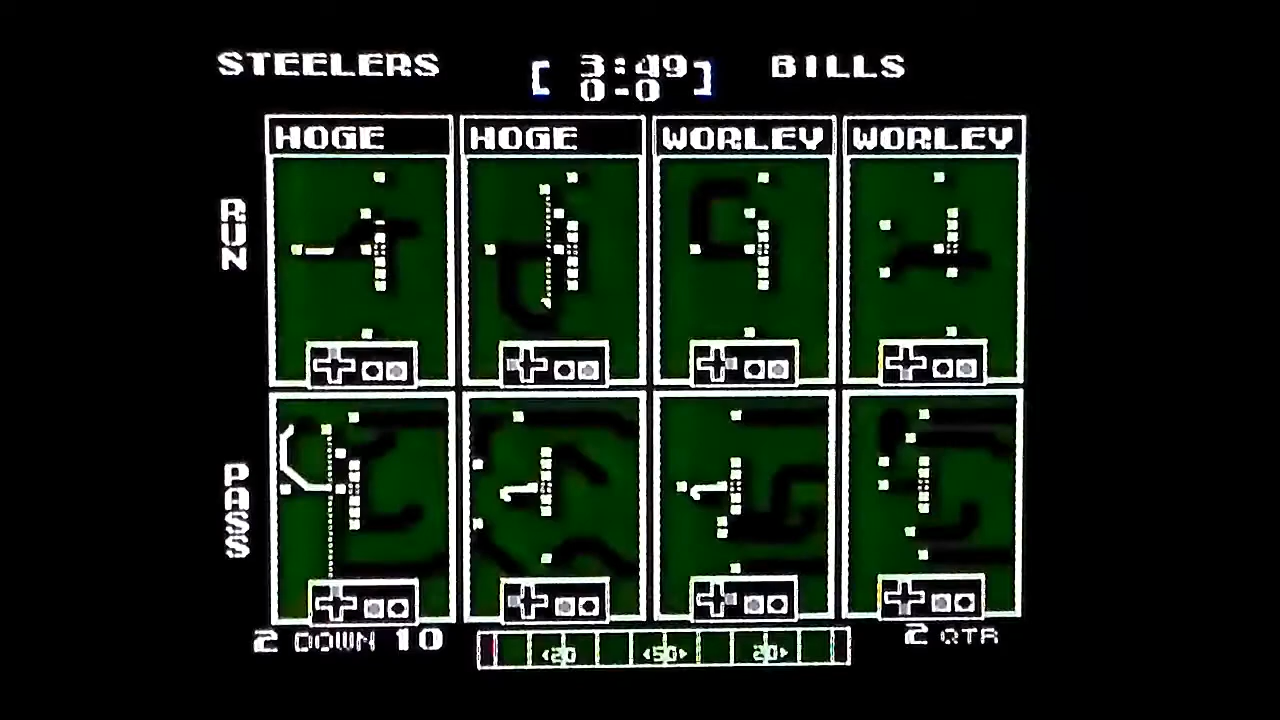 STEELERS [ 3:49 ] BILLS
0-0
HOGE HOGE WORLEY WORLEY
RUN
PASS
2 DOWN 10
2 QTR
<20 <50> 20>